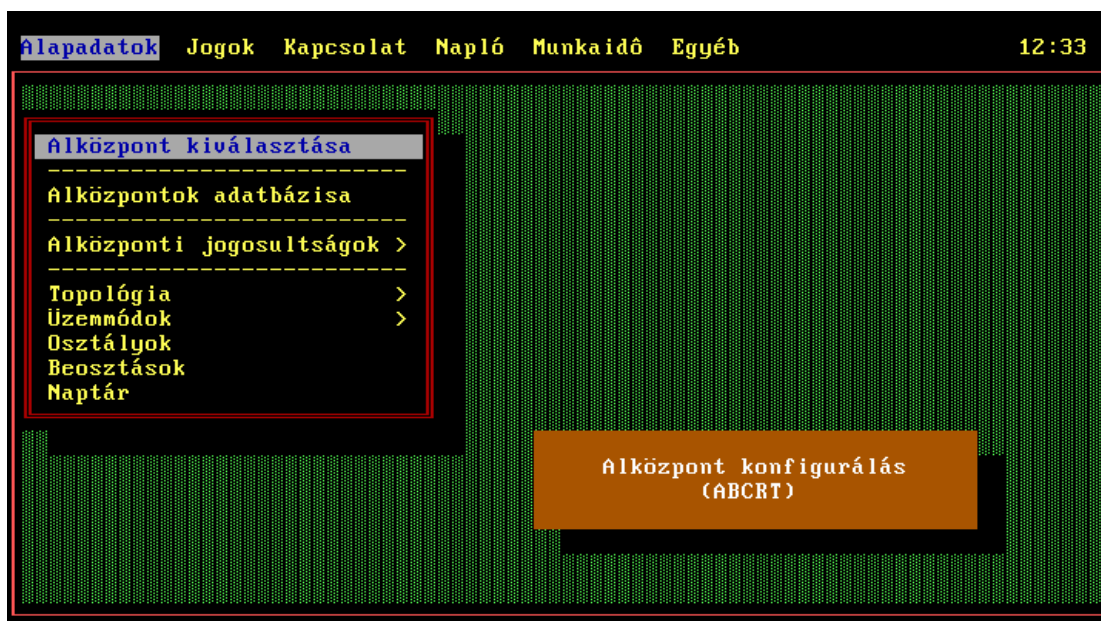 Alapadatok Jogok Kapcsolat Napló Munkaidô Egyéb 12:33
Alközpont kiválasztása
--------------------------
Alközpontok adatbázisa
--------------------------
Alközponti jogosultságok >
--------------------------
Topológia >
Üzemmódok >
Osztályok
Beosztások
Naptár
Alközpont konfigurálás
(ABCRT)